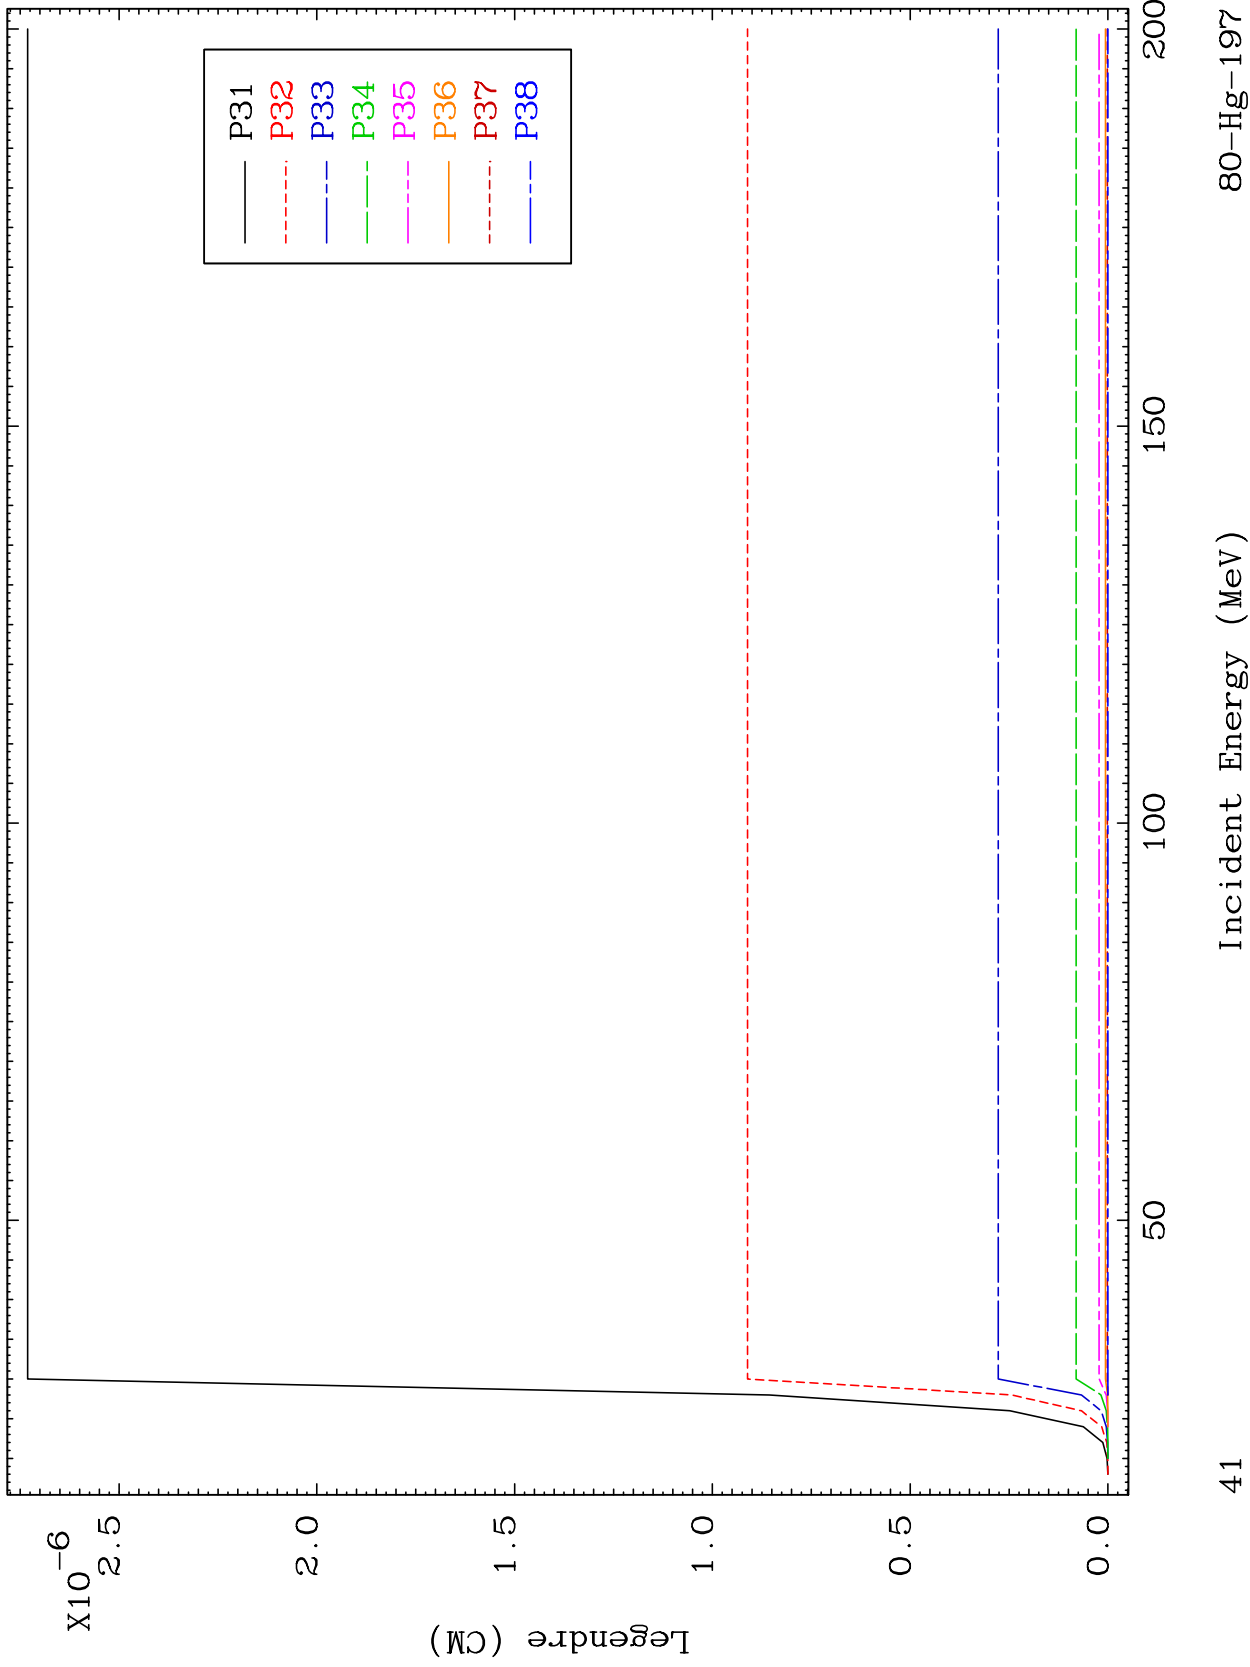 X10-6
2.5
2.0
1.5
1.0
0.5
0.0
Legendre (CM)
P31
P32
P33
P34
P35
P36
P37
P38
50
100
150
200
Incident Energy (MeV)
41
80-Hg-197